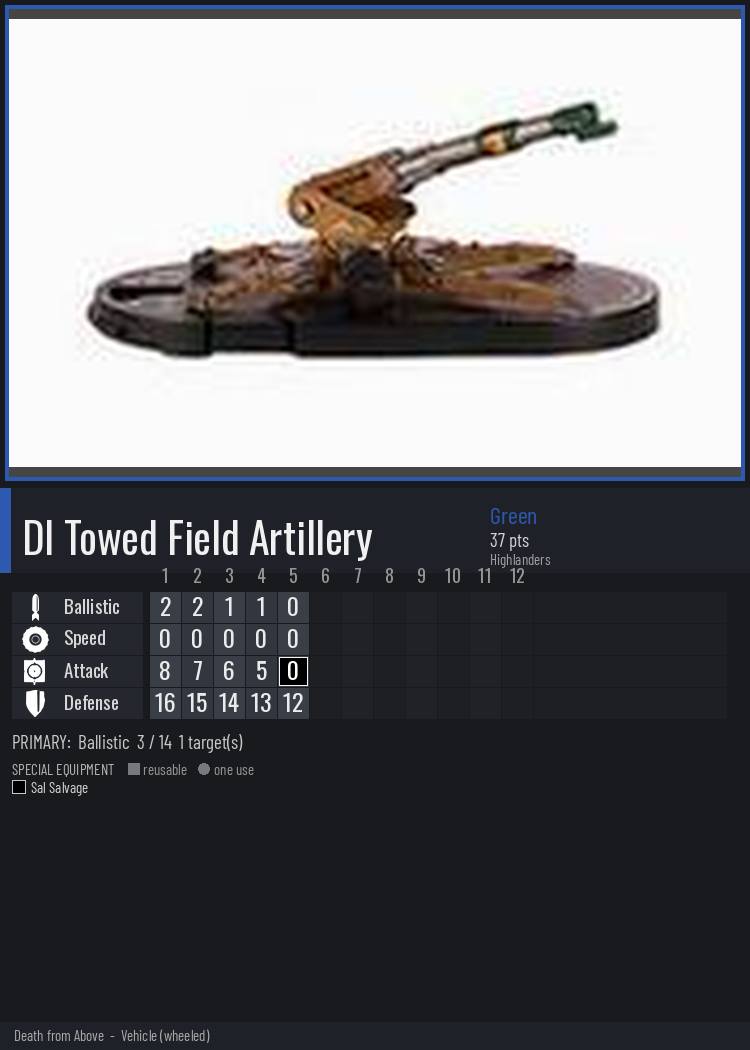 DI Towed Field Artillery
Green
37 pts
Highlanders
1 2 3 4 5 6 7 8 9 10 11 12
Ballistic 2 2 1 1 0
Speed 0 0 0 0 0
Attack 8 7 6 5 0
Defense 16 15 14 13 12
PRIMARY: Ballistic 3 / 14 1 target(s)
SPECIAL EQUIPMENT reusable one use
Sal Salvage
Death from Above - Vehicle (wheeled)